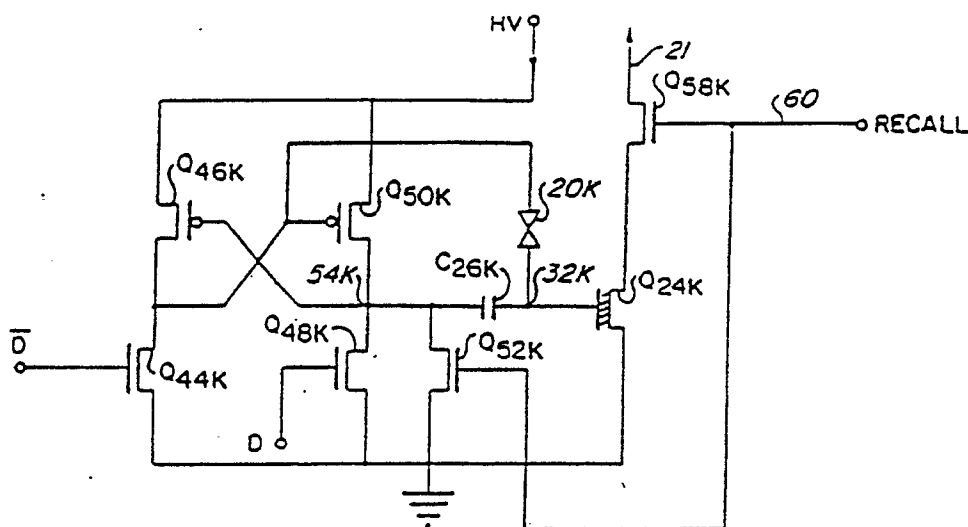 HV
21
Q58K
60
RECALL
Q46K
Q50K
20K
54K
C26K
32K
Q24K
D̅
Q44K
Q48K
Q52K
D